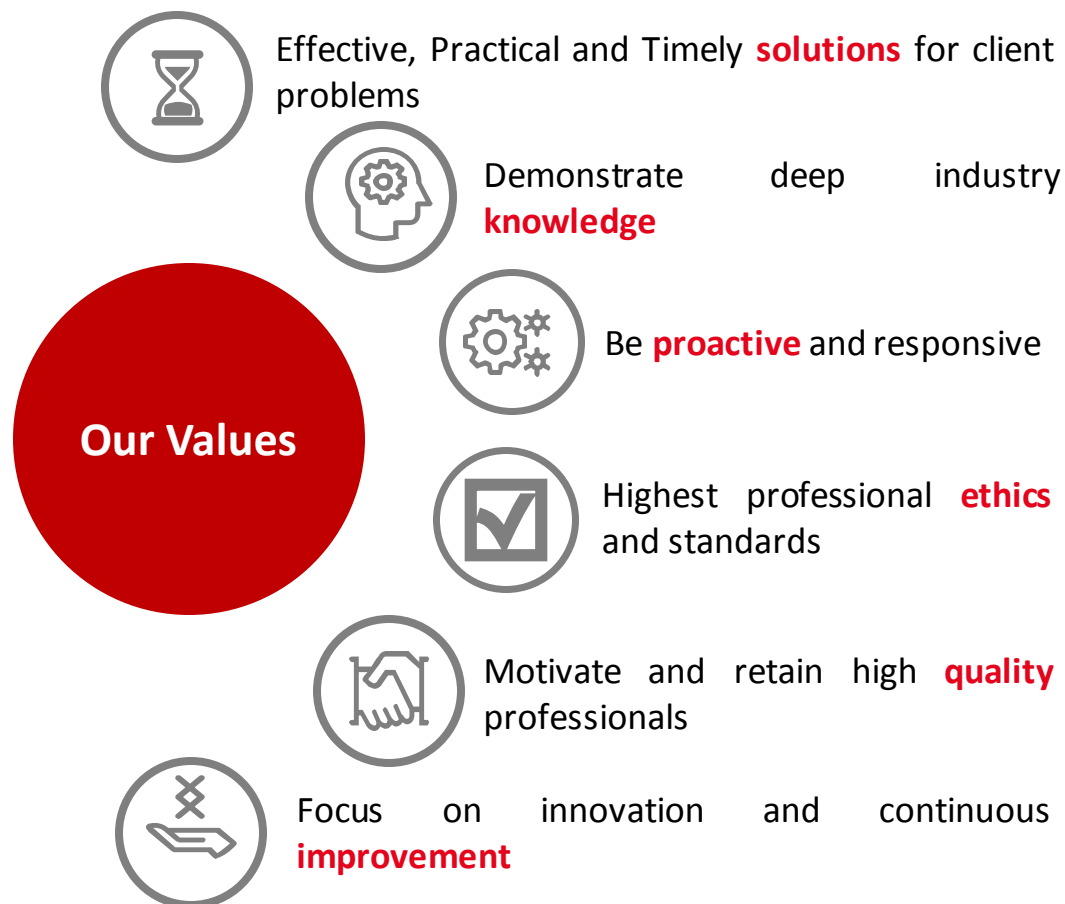 Effective, Practical and Timely solutions for client
problems
Demonstrate deep industry
knowledge
Be proactive and responsive
Our Values
Highest professional ethics
and standards
Motivate and retain high quality
professionals
Focus on innovation and continuous
improvement